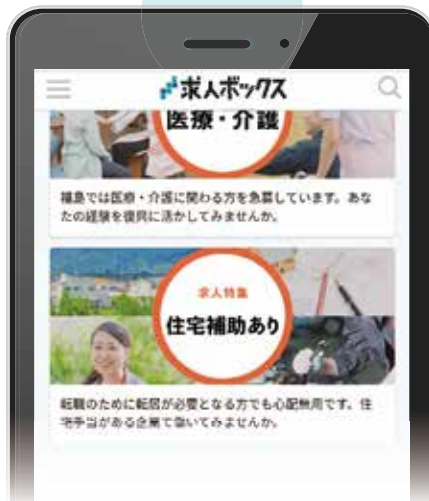 求人ボックス
医療・介護
福島では医療・介護に関わる方を急募しています。あな
たの経験を復興に活かしてみませんか。
求人特集
住宅補助あり
転職のために転居が必要となる方でも心配無用です。住
宅手当がある企業で働いてみませんか。